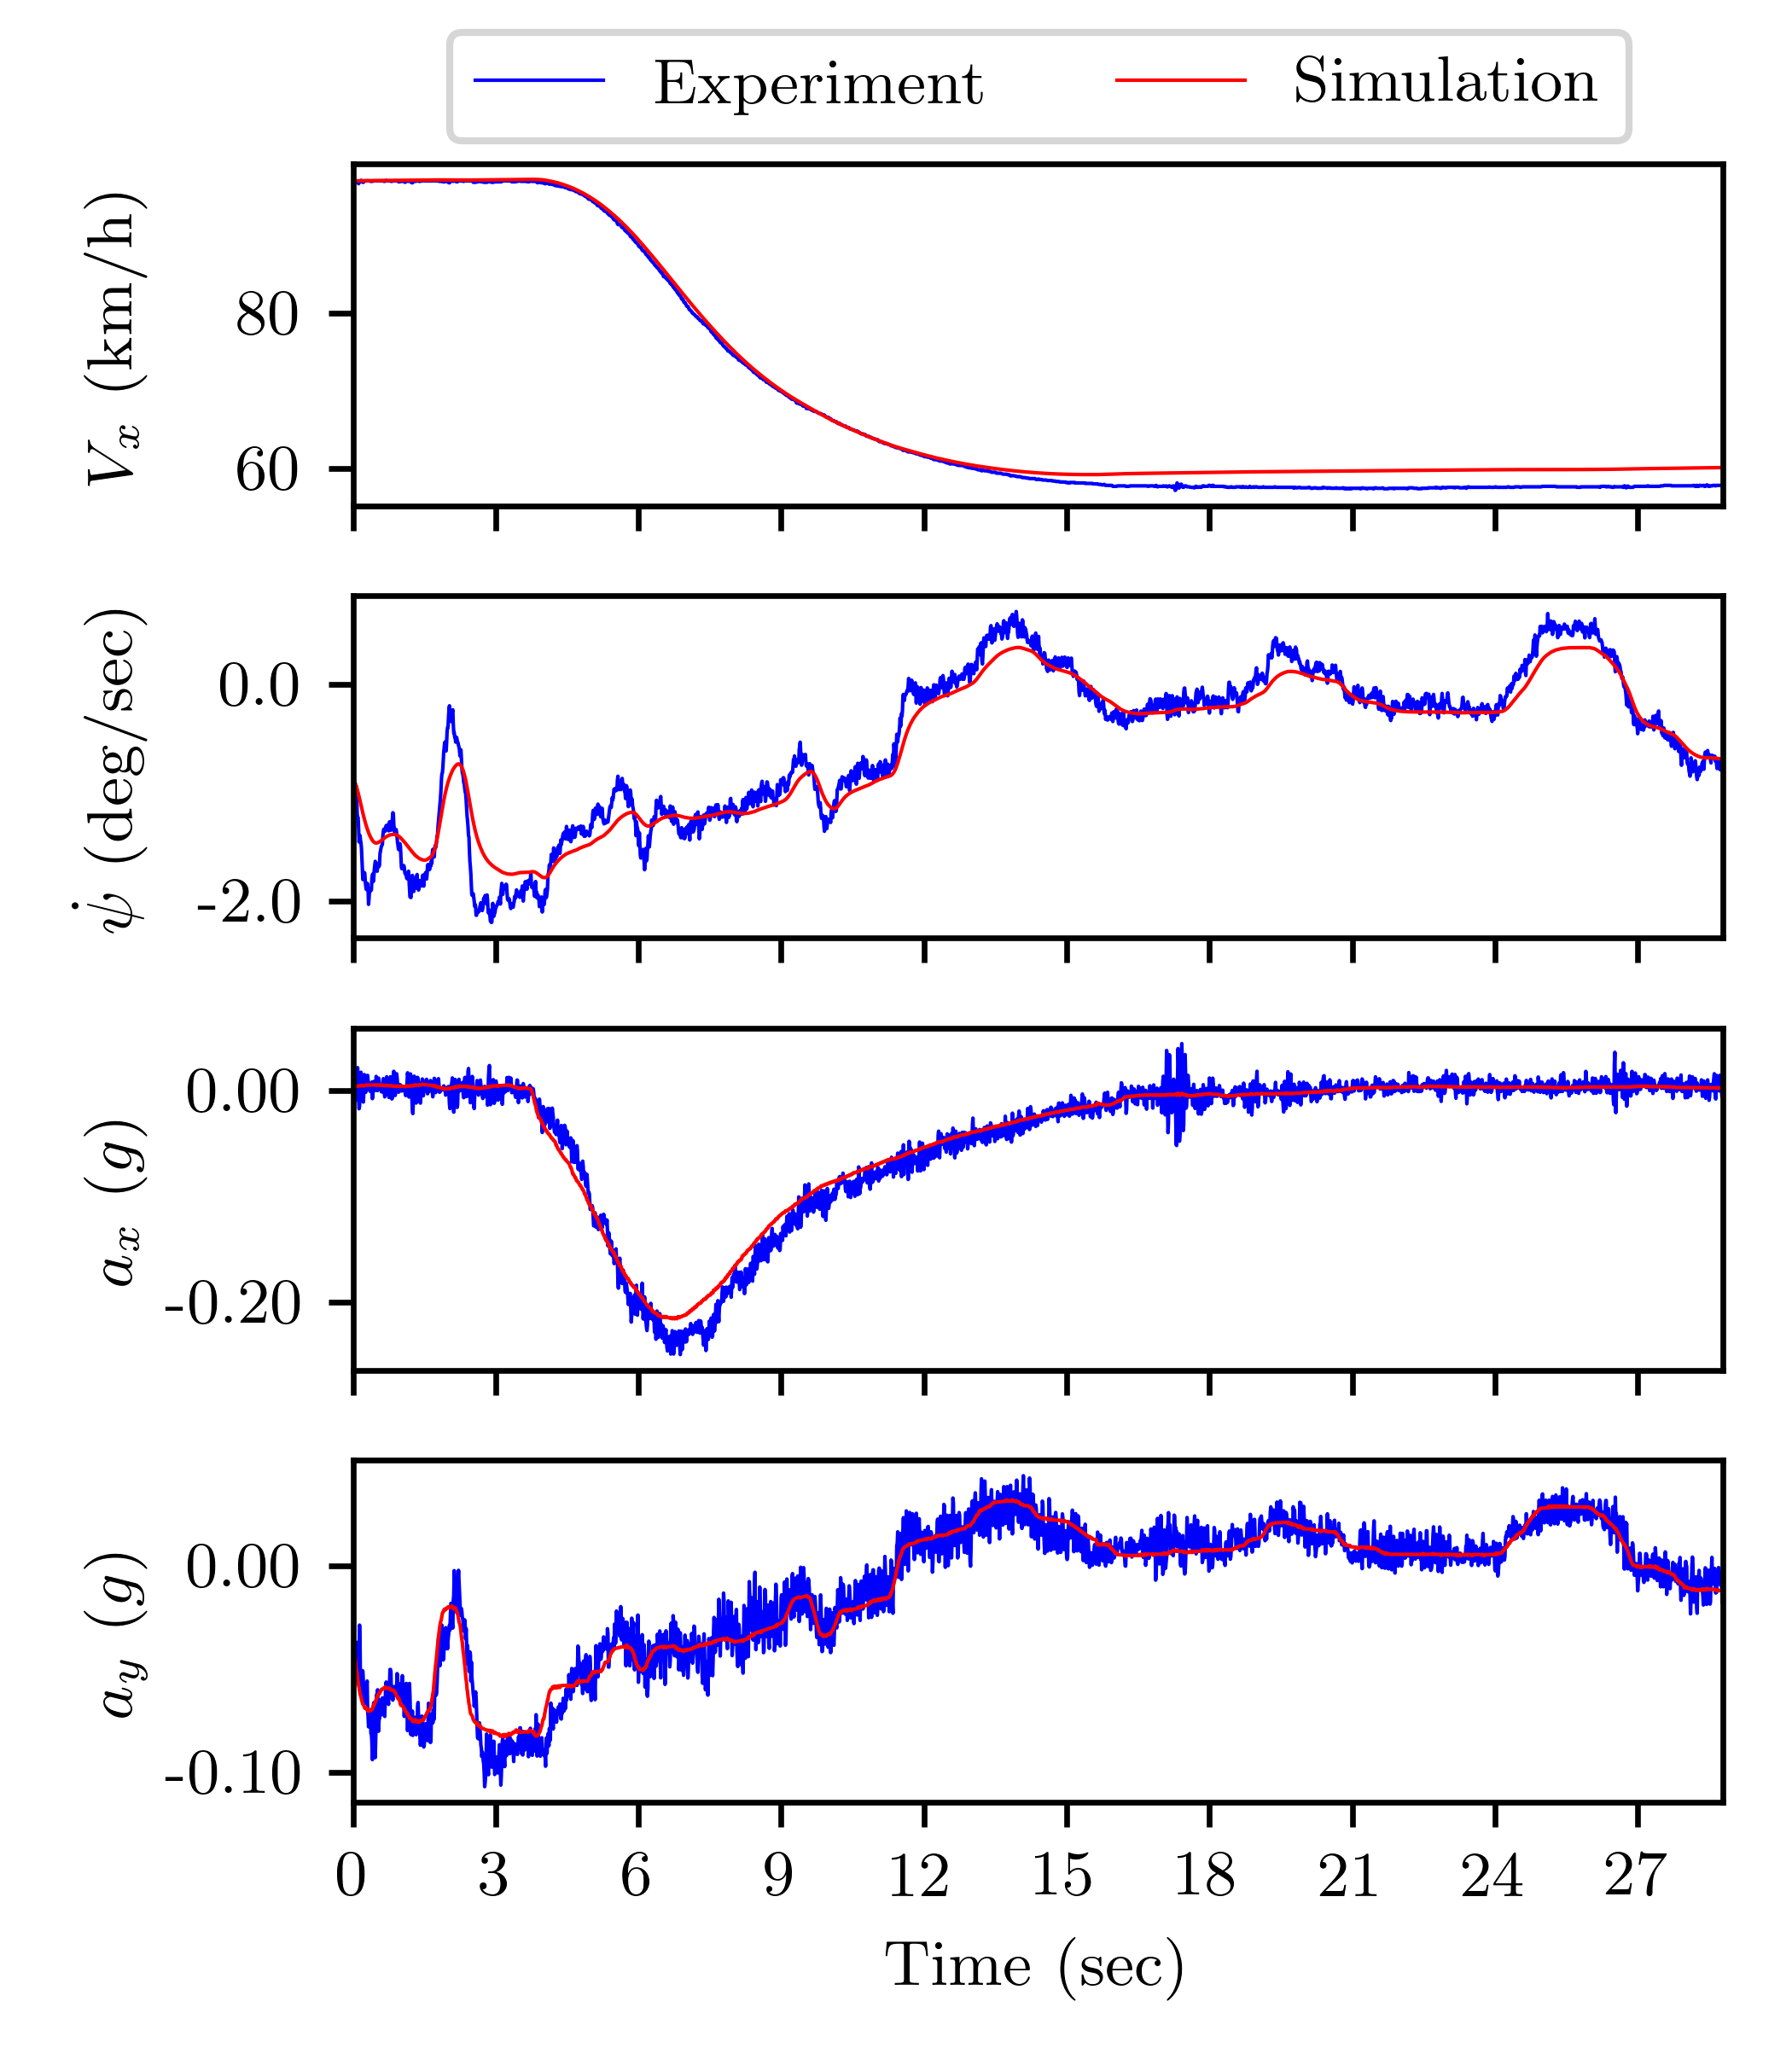 Experiment Simulation
V_x (km/h)
80
60
ψ̇ (deg/sec)
0.0
-2.0
a_x (g)
0.00
-0.20
a_y (g)
0.00
-0.10
0 3 6 9 12 15 18 21 24 27
Time (sec)